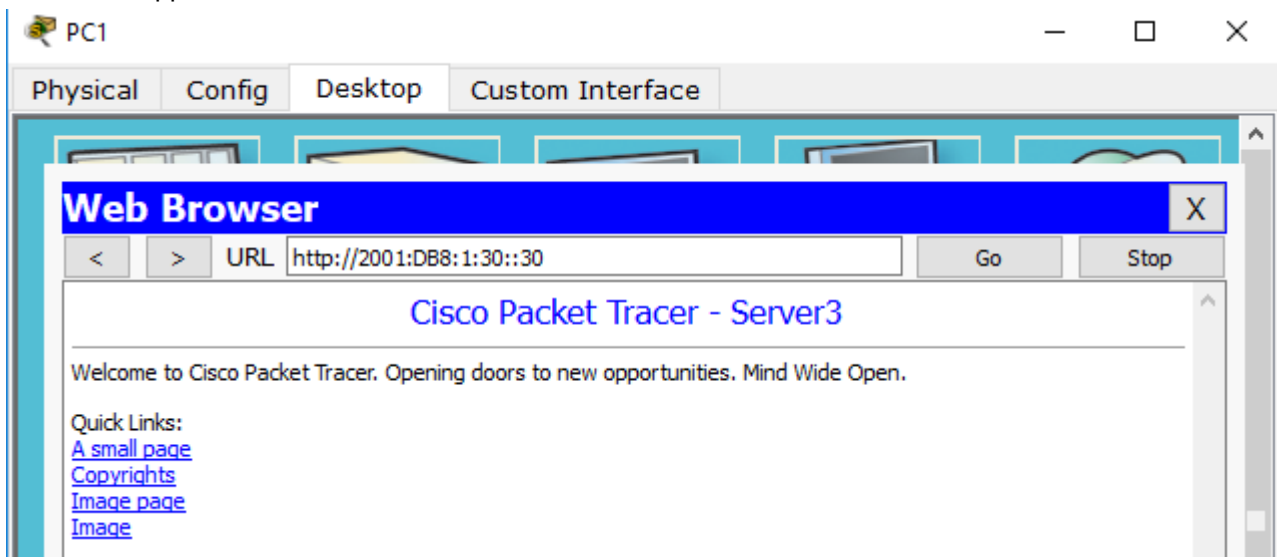 PC1
Physical Config Desktop Custom Interface
Web Browser X
< > URL http://2001:DB8:1:30::30 Go Stop
Cisco Packet Tracer - Server3
Welcome to Cisco Packet Tracer. Opening doors to new opportunities. Mind Wide Open.
Quick Links:
A small page
Copyrights
Image page
Image